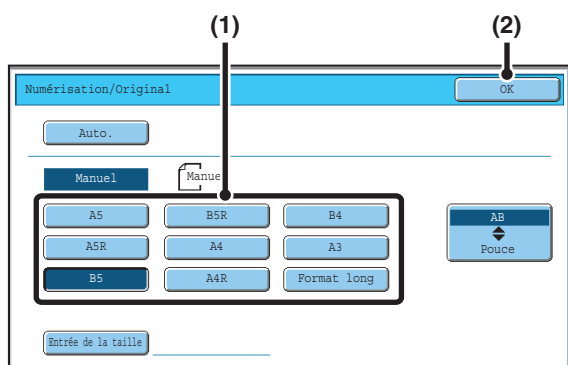 (1) (2)
Numérisation/Original OK
Auto.
Manuel Manue
A5 B5R B4 AB
A5R A4 A3 Pouce
B5 A4R Format long
Entrée de la taille